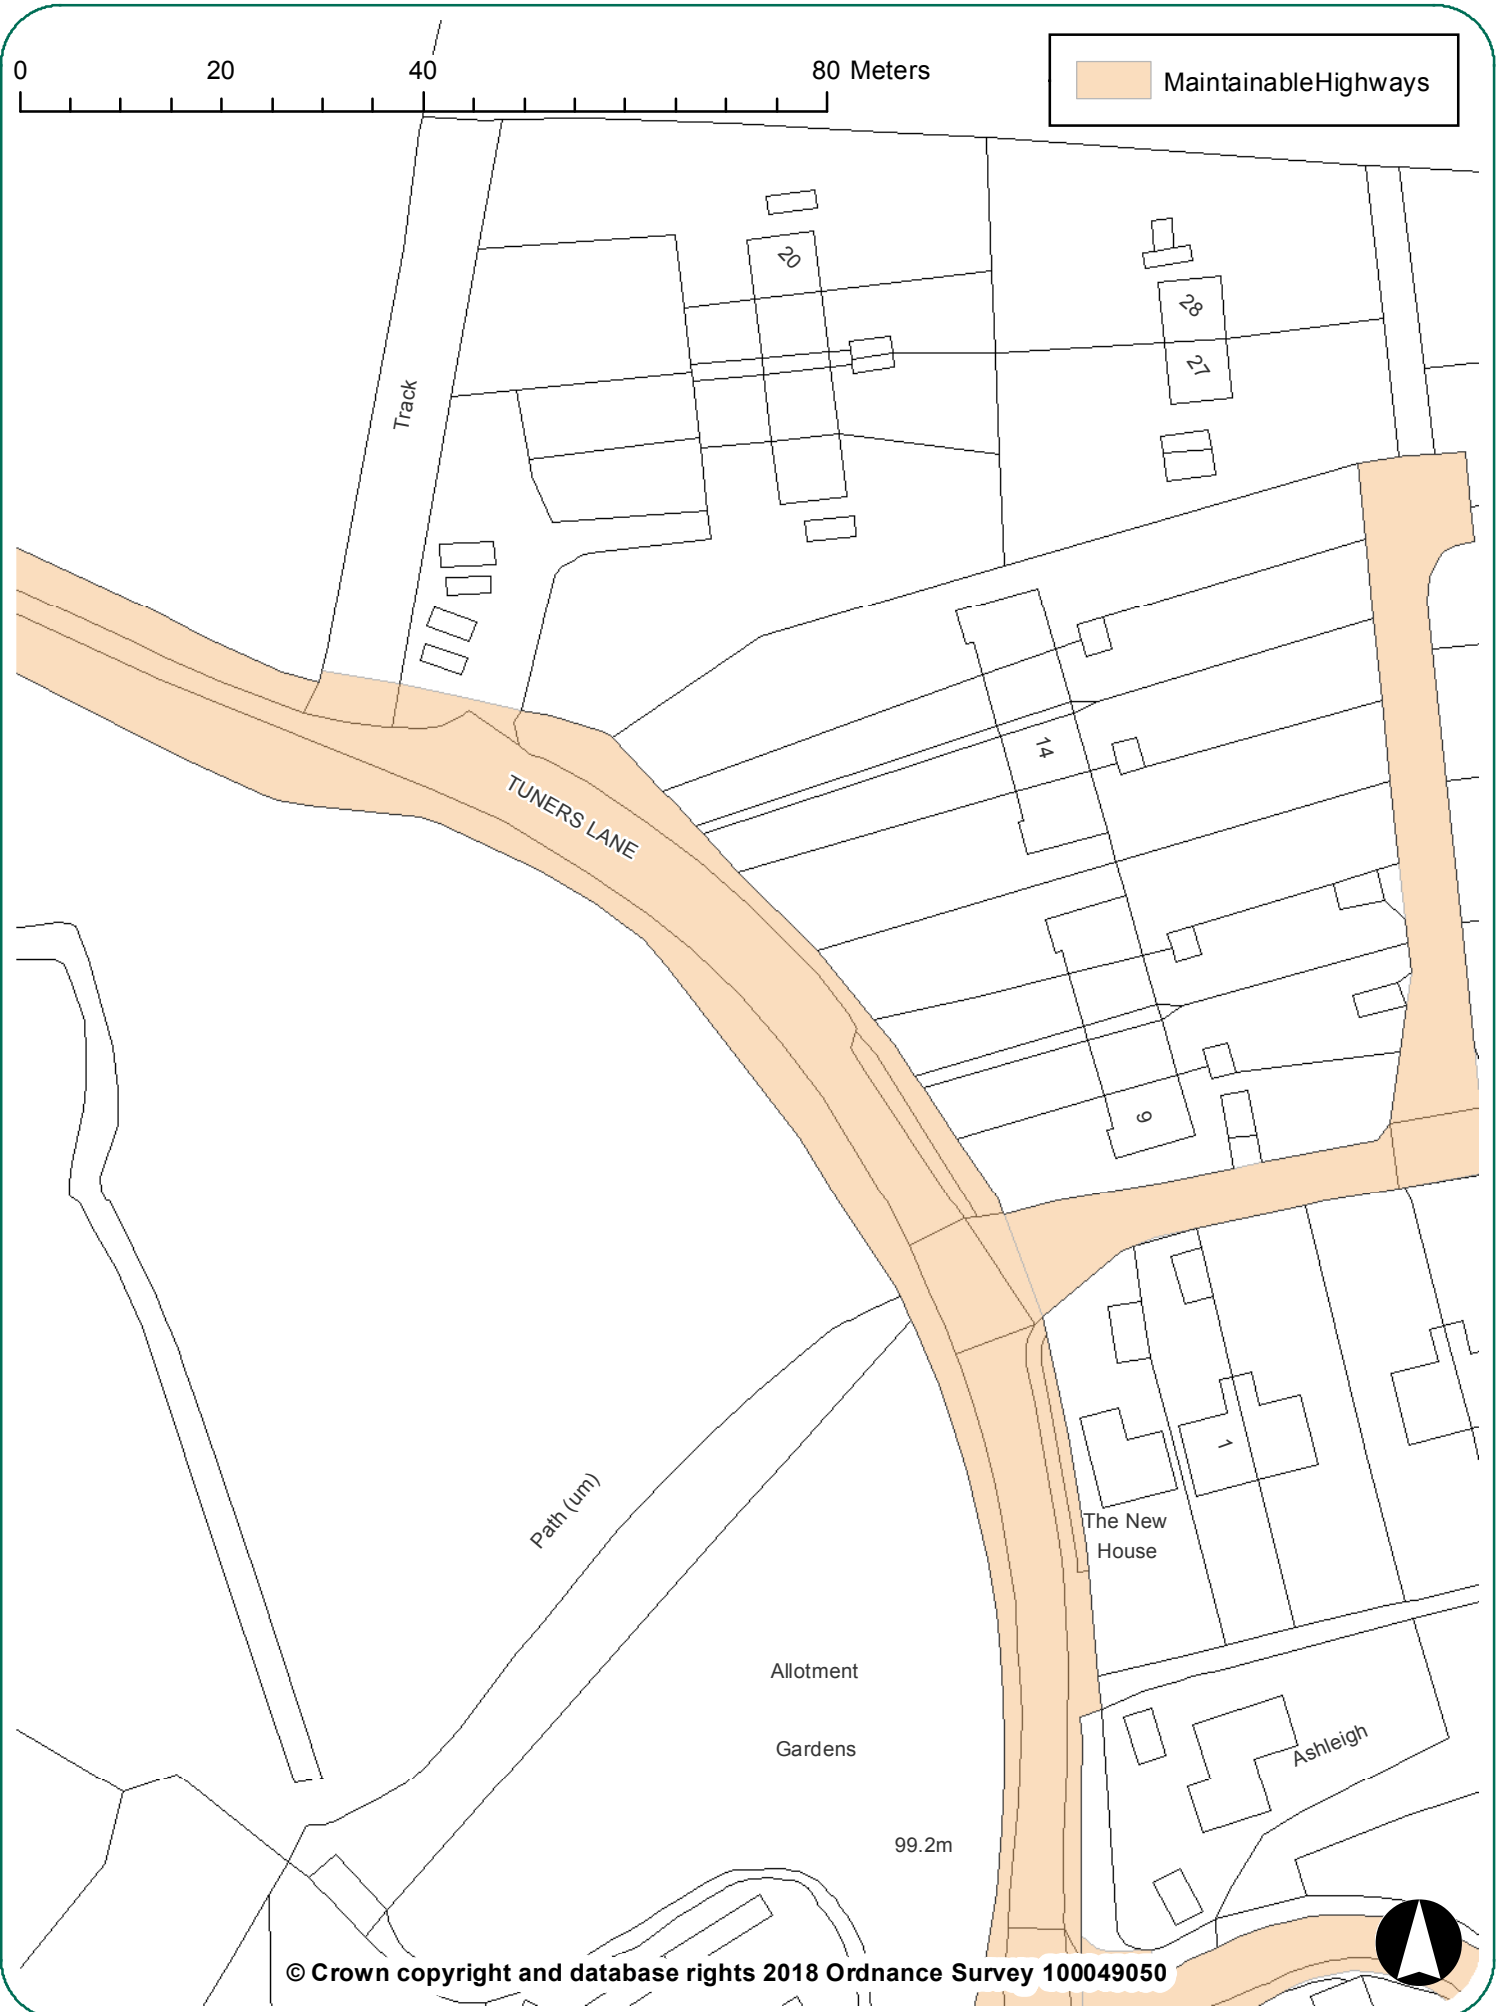 0 20 40 80 Meters
MaintainableHighways
20
28
27
Track
14
TUNERS LANE
9
1
Path (um)
The New
House
Allotment
Gardens
Ashleigh
99.2m
© Crown copyright and database rights 2018 Ordnance Survey 100049050